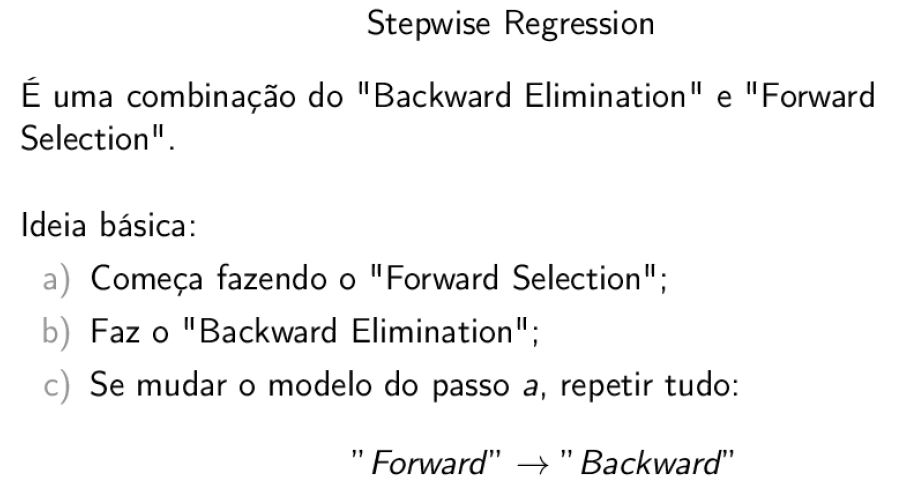 Stepwise Regression
É uma combinação do "Backward Elimination" e "Forward
Selection".
Ideia básica:
a) Começa fazendo o "Forward Selection";
b) Faz o "Backward Elimination";
c) Se mudar o modelo do passo a, repetir tudo:
"Forward" → "Backward"